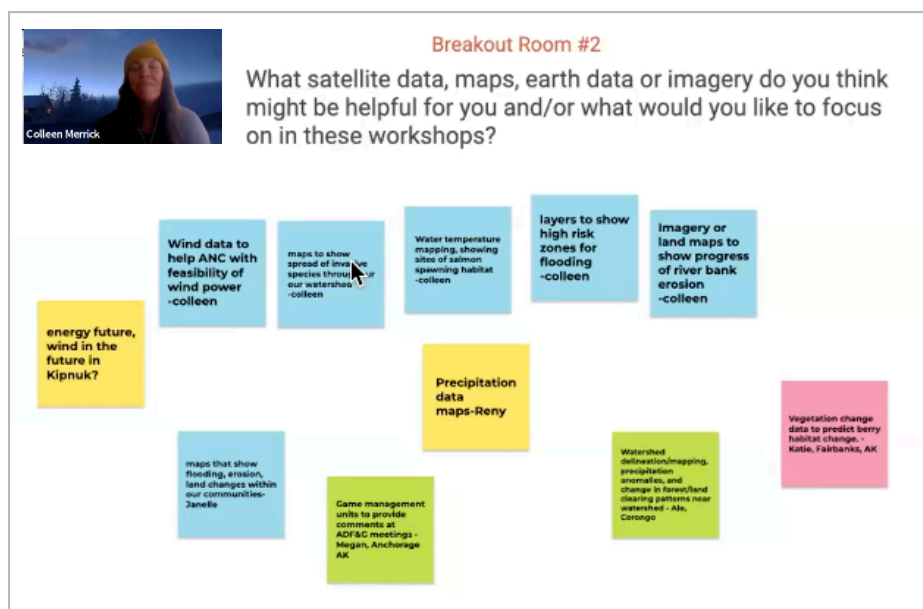 Breakout Room #2
What satellite data, maps, earth data or imagery do you think
might be helpful for you and/or what would you like to focus
on in these workshops?
Colleen Merrick
Wind data to
help ANC with
feasibility of
wind power
-colleen
maps to show
spread of
species
our watershed
-colleen
Water temperature
mapping, showing
sites of salmon
spawning habitat
-colleen
layers to show
high risk
zones for
flooding
-colleen
Imagery or
land maps to
show progress
of river bank
erosion
-colleen
energy future,
wind in the
future in
Kipnuk?
Precipitation
data
maps-Reny
Vegetation change
data to predict berry
habitat change. -
Katie, Fairbanks, AK
maps that show
flooding, erosion,
land changes within
our communities-
Janelle
Game management
units to provide
comments at
ADF&G meetings -
Megan, Anchorage
AK
Watershed
delineation/mapping,
precipitation
anomalies, and
change in forest/land
clearing patterns near
watershed - Ale,
Corongo